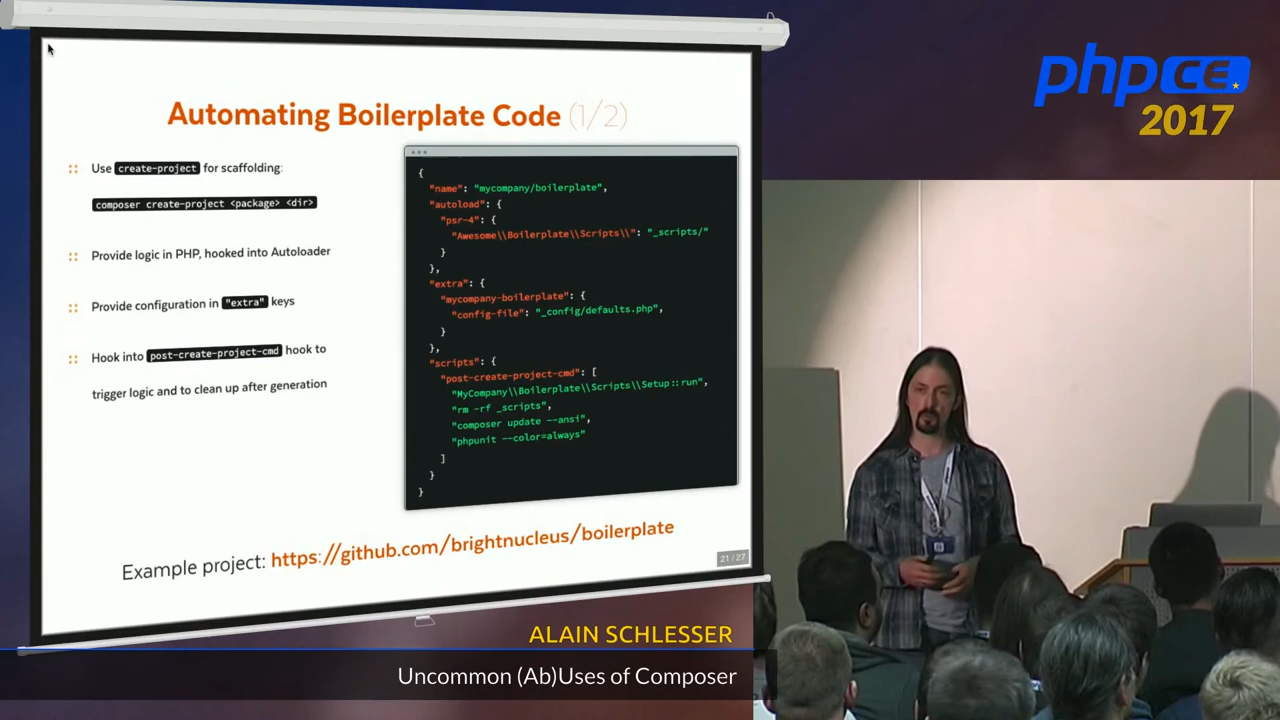 Automating Boilerplate Code (1/2)
Use create-project for scaffolding:
composer create-project <package> <dir>
Provide logic in PHP, hooked into Autoloader
Provide configuration in "extra" keys
Hook into post-create-project-cmd hook to
trigger logic and to clean up after generation
{
"name": "mycompany/boilerplate",
"autoload": {
"psr-4": {
"Awesome\\Boilerplate\\Scripts\\": "_scripts/"
}
},
"extra": {
"mycompany-boilerplate": {
"config-file": "_config/defaults.php",
}
},
"scripts": {
"post-create-project-cmd": [
"MyCompany\\Boilerplate\\Scripts\\Setup::run",
"rm -rf _scripts",
"composer update --ansi",
"phpunit --color=always"
]
}
}
Example project: https://github.com/brightnucleus/boilerplate
21 / 27
phpCE
2017
ALAIN SCHLESSER
Uncommon (Ab)Uses of Composer